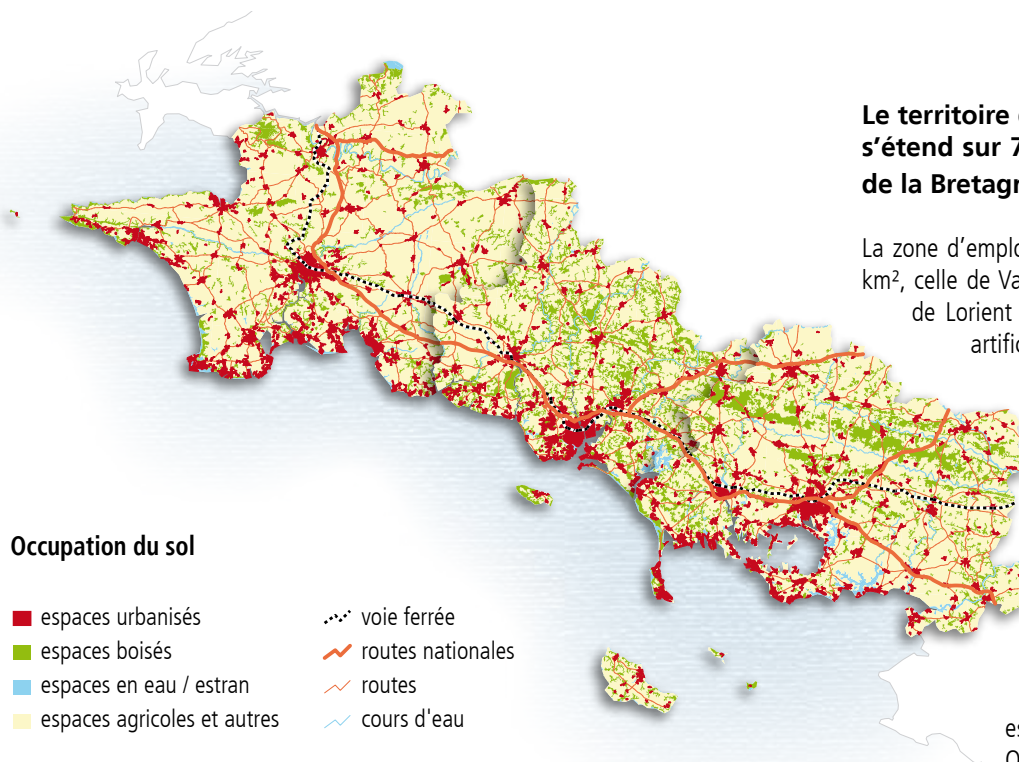 Le territoire
s'étend sur 7
de la Bretagn
La zone d'emplo
km², celle de Va
de Lorient
artific
Occupation du sol
espaces urbanisés
espaces boisés
espaces en eau / estran
espaces agricoles et autres
voie ferrée
routes nationales
routes
cours d'eau
es